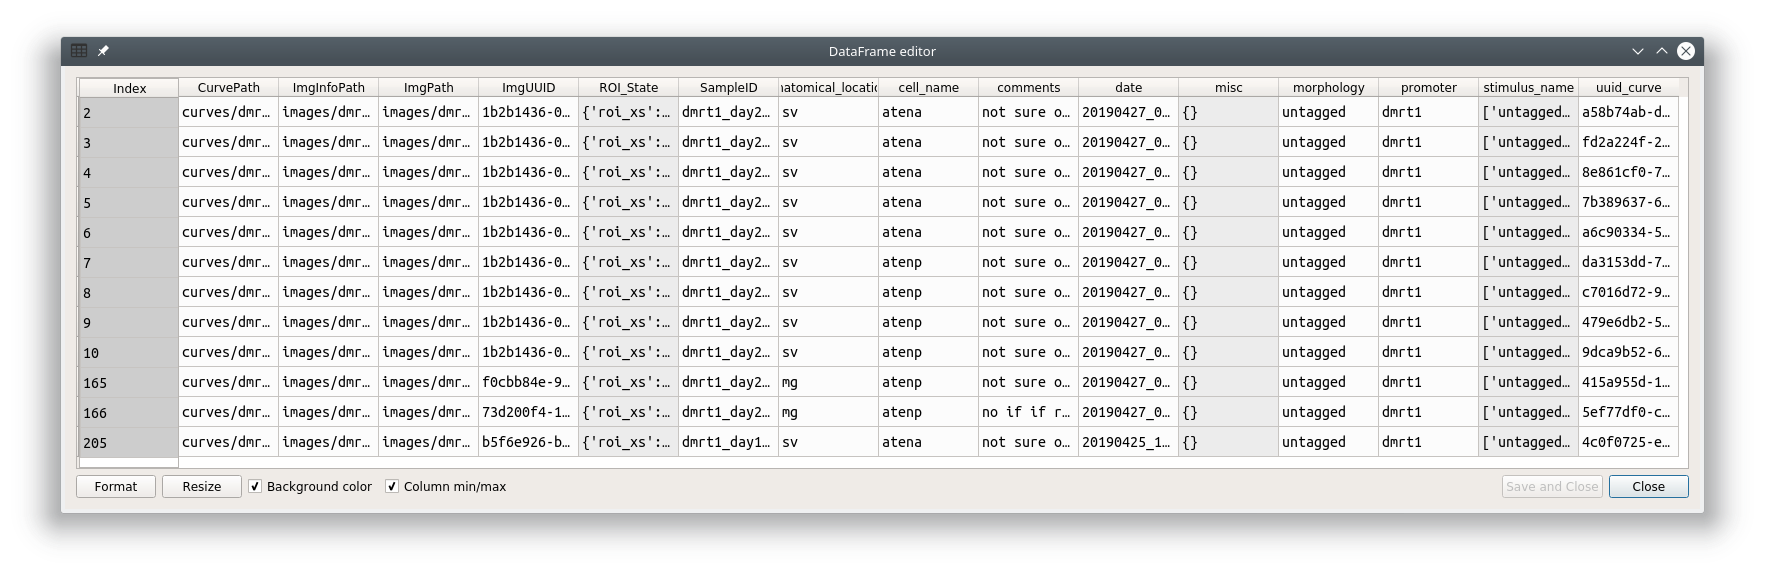 DataFrame editor
Index CurvePath ImgInfoPath ImgPath ImgUUID ROI_State SampleID natomical_locatio cell_name comments date misc morphology promoter stimulus_name uuid_curve
2 curves/dmr... images/dmr... images/dmr... 1b2b1436-0... {'roi_xs':... dmrt1_day2... sv atena not sure o... 20190427_0... {} untagged dmrt1 ['untagged... a58b74ab-d...
3 curves/dmr... images/dmr... images/dmr... 1b2b1436-0... {'roi_xs':... dmrt1_day2... sv atena not sure o... 20190427_0... {} untagged dmrt1 ['untagged... fd2a224f-2...
4 curves/dmr... images/dmr... images/dmr... 1b2b1436-0... {'roi_xs':... dmrt1_day2... sv atena not sure o... 20190427_0... {} untagged dmrt1 ['untagged... 8e861cf0-7...
5 curves/dmr... images/dmr... images/dmr... 1b2b1436-0... {'roi_xs':... dmrt1_day2... sv atena not sure o... 20190427_0... {} untagged dmrt1 ['untagged... 7b389637-6...
6 curves/dmr... images/dmr... images/dmr... 1b2b1436-0... {'roi_xs':... dmrt1_day2... sv atena not sure o... 20190427_0... {} untagged dmrt1 ['untagged... a6c90334-5...
7 curves/dmr... images/dmr... images/dmr... 1b2b1436-0... {'roi_xs':... dmrt1_day2... sv atenp not sure o... 20190427_0... {} untagged dmrt1 ['untagged... da3153dd-7...
8 curves/dmr... images/dmr... images/dmr... 1b2b1436-0... {'roi_xs':... dmrt1_day2... sv atenp not sure o... 20190427_0... {} untagged dmrt1 ['untagged... c7016d72-9...
9 curves/dmr... images/dmr... images/dmr... 1b2b1436-0... {'roi_xs':... dmrt1_day2... sv atenp not sure o... 20190427_0... {} untagged dmrt1 ['untagged... 479e6db2-5...
10 curves/dmr... images/dmr... images/dmr... 1b2b1436-0... {'roi_xs':... dmrt1_day2... sv atenp not sure o... 20190427_0... {} untagged dmrt1 ['untagged... 9dca9b52-6...
165 curves/dmr... images/dmr... images/dmr... f0cbb84e-9... {'roi_xs':... dmrt1_day2... mg atenp not sure o... 20190427_0... {} untagged dmrt1 ['untagged... 415a955d-1...
166 curves/dmr... images/dmr... images/dmr... 73d200f4-1... {'roi_xs':... dmrt1_day2... mg atenp no if if r... 20190427_0... {} untagged dmrt1 ['untagged... 5ef77df0-c...
205 curves/dmr... images/dmr... images/dmr... b5f6e926-b... {'roi_xs':... dmrt1_day1... sv atena not sure o... 20190425_1... {} untagged dmrt1 ['untagged... 4c0f0725-e...
Format Resize Background color Column min/max Save and Close Close